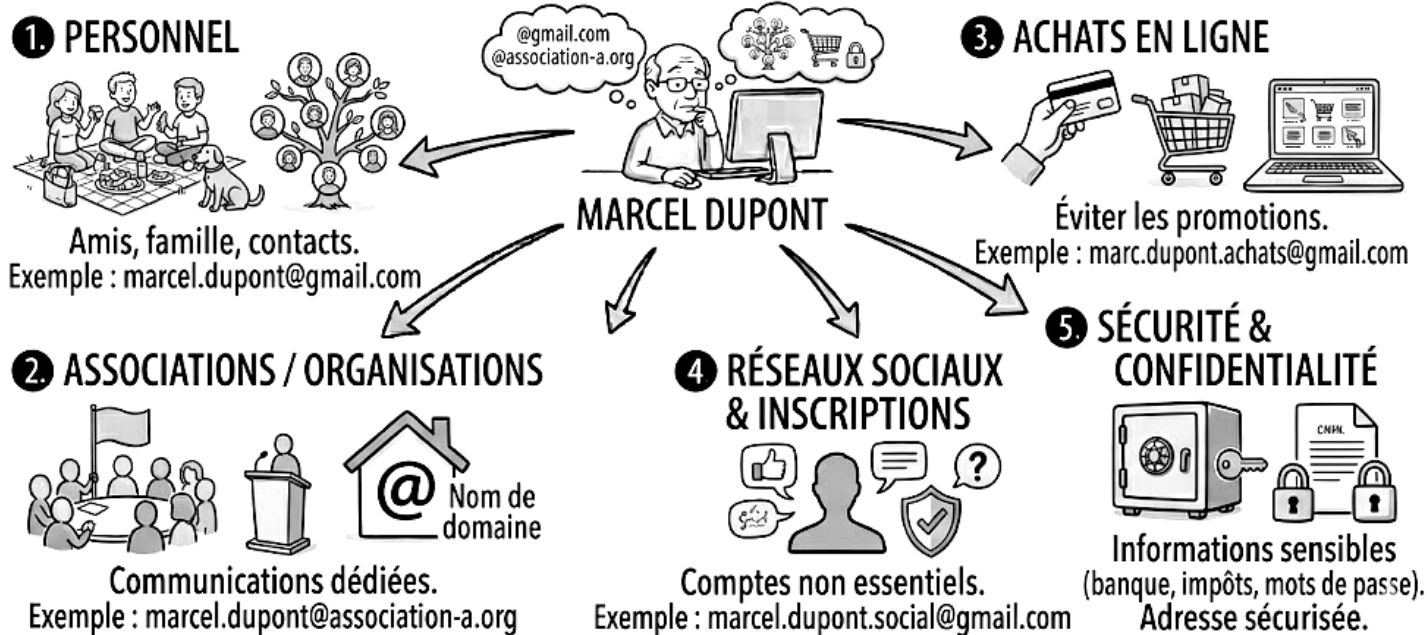 1. PERSONNEL
Amis, famille, contacts.
Exemple : marcel.dupont@gmail.com
@gmail.com
@association-a.org
MARCEL DUPONT
3. ACHATS EN LIGNE
Éviter les promotions.
Exemple : marc.dupont.achats@gmail.com
2. ASSOCIATIONS / ORGANISATIONS
@
Nom de
domaine
Communications dédiées.
Exemple : marcel.dupont@association-a.org
4 RÉSEAUX SOCIAUX
& INSCRIPTIONS
?
Comptes non essentiels.
Exemple : marcel.dupont.social@gmail.com
5. SÉCURITÉ &
CONFIDENTIALITÉ
Informations sensibles
(banque, impôts, mots de passe).
Adresse sécurisée.